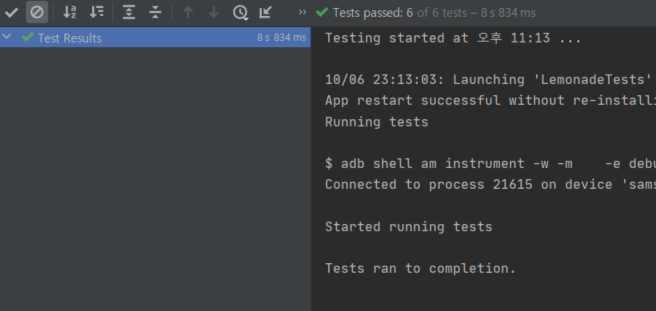 Tests passed: 6 of 6 tests – 8 s 834 ms
Test Results 8 s 834 ms
Testing started at 오후 11:13 ...
10/06 23:13:03: Launching 'LemonadeTests'
App restart successful without re-installi
Running tests
$ adb shell am instrument -w -m    -e debu
Connected to process 21615 on device 'sams
Started running tests
Tests ran to completion.